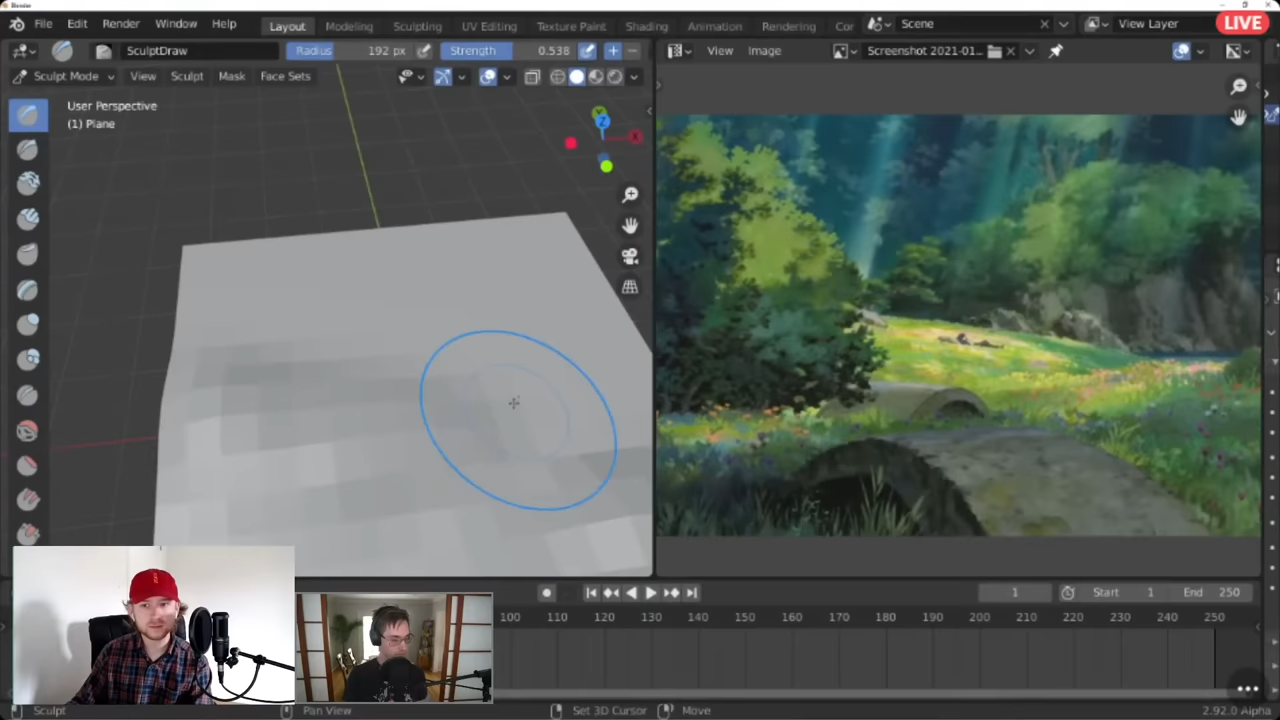 Blender
File Edit Render Window Help Layout Modeling Sculpting UV Editing Texture Paint Shading Animation Rendering Cor Scene View Layer LIVE
SculptDraw Radius 192 px Strength 0.538 View Image Screenshot 2021-01...
Sculpt Mode View Sculpt Mask Face Sets
User Perspective
(1) Plane
Y
Z
X
1 Start 1 End 250
100 110 120 130 140 150 160 170 180 190 200 210 220 230 240 250
Sculpt Pan View Set 3D Cursor Move 2.92.0 Alpha